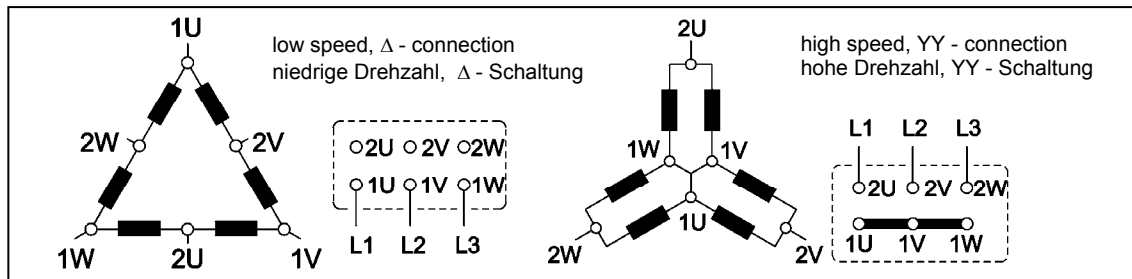 1U
low speed, Δ - connection
niedrige Drehzahl, Δ - Schaltung
2W
2V
1W
2U
1V
2U 2V 2W
1U 1V 1W
L1 L2 L3
2U
high speed, YY - connection
hohe Drehzahl, YY - Schaltung
1W
1V
1U
2W
2V
L1 L2 L3
2U 2V 2W
1U 1V 1W